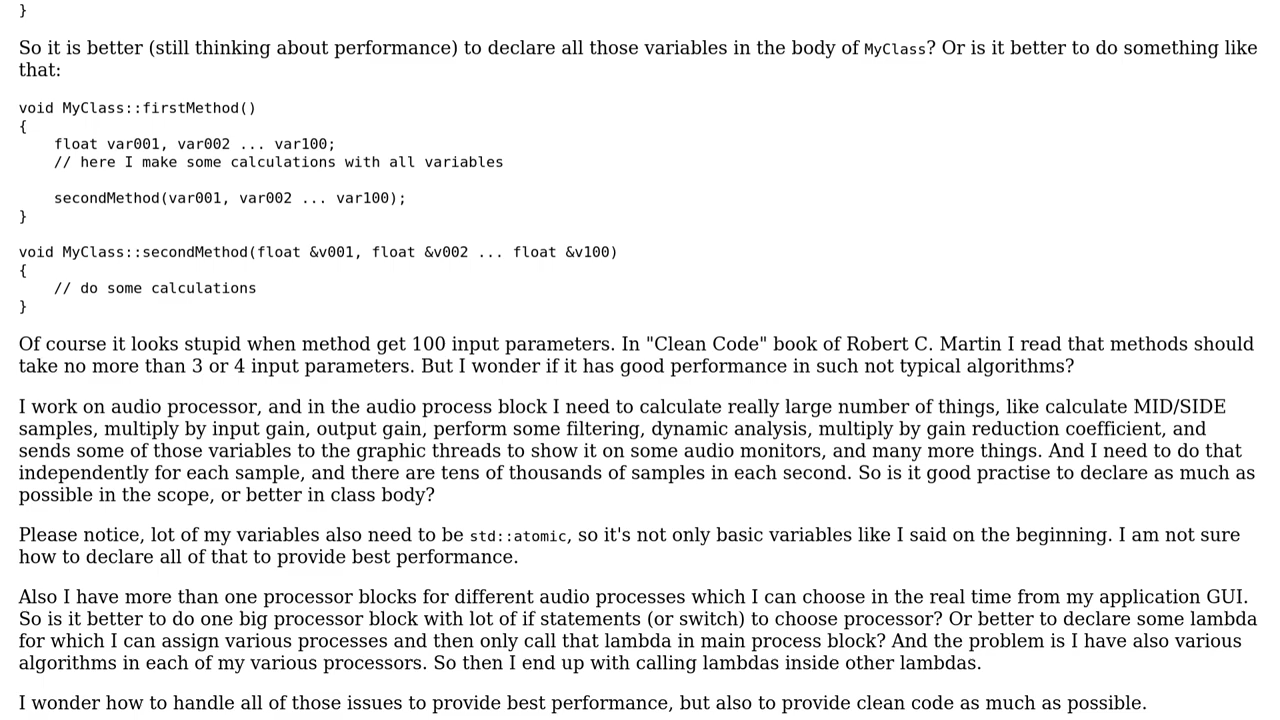 }
So it is better (still thinking about performance) to declare all those variables in the body of MyClass? Or is it better to do something like
that:
void MyClass::firstMethod()
{
    float var001, var002 ... var100;
    // here I make some calculations with all variables
    secondMethod(var001, var002 ... var100);
}
void MyClass::secondMethod(float &v001, float &v002 ... float &v100)
{
    // do some calculations
}
Of course it looks stupid when method get 100 input parameters. In "Clean Code" book of Robert C. Martin I read that methods should
take no more than 3 or 4 input parameters. But I wonder if it has good performance in such not typical algorithms?
I work on audio processor, and in the audio process block I need to calculate really large number of things, like calculate MID/SIDE
samples, multiply by input gain, output gain, perform some filtering, dynamic analysis, multiply by gain reduction coefficient, and
sends some of those variables to the graphic threads to show it on some audio monitors, and many more things. And I need to do that
independently for each sample, and there are tens of thousands of samples in each second. So is it good practise to declare as much as
possible in the scope, or better in class body?
Please notice, lot of my variables also need to be std::atomic, so it's not only basic variables like I said on the beginning. I am not sure
how to declare all of that to provide best performance.
Also I have more than one processor blocks for different audio processes which I can choose in the real time from my application GUI.
So is it better to do one big processor block with lot of if statements (or switch) to choose processor? Or better to declare some lambda
for which I can assign various processes and then only call that lambda in main process block? And the problem is I have also various
algorithms in each of my various processors. So then I end up with calling lambdas inside other lambdas.
I wonder how to handle all of those issues to provide best performance, but also to provide clean code as much as possible.